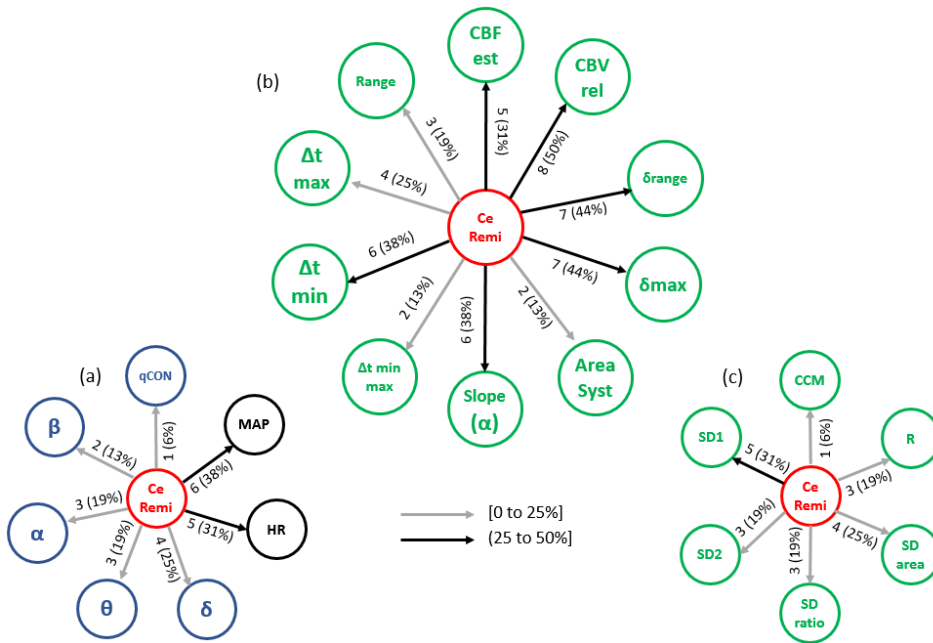 (b)
CBF
est
CBV
rel
Range
Δt
max
δrange
Ce
Remi
Δt
min
δmax
Δt min
max
Slope
(α)
Area
Syst
5 (31%)
8 (50%)
3 (19%)
4 (25%)
7 (44%)
6 (38%)
7 (44%)
2 (13%)
6 (38%)
2 (13%)
(a)
qCON
β
MAP
α
Ce
Remi
HR
θ
δ
1 (6%)
2 (13%)
6 (38%)
3 (19%)
5 (31%)
3 (19%)
4 (25%)
[0 to 25%]
(25 to 50%]
(c)
CCM
SD1
R
Ce
Remi
SD2
SD
area
SD
ratio
1 (6%)
5 (31%)
3 (19%)
3 (19%)
4 (25%)
3 (19%)